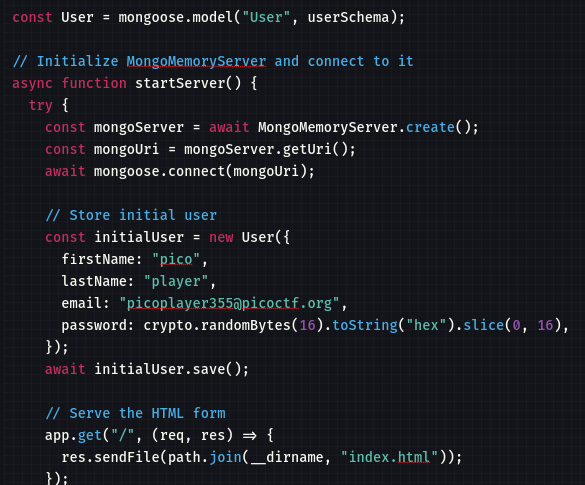 const User = mongoose.model("User", userSchema);
// Initialize MongoMemoryServer and connect to it
async function startServer() {
try {
const mongoServer = await MongoMemoryServer.create();
const mongoUri = mongoServer.getUri();
await mongoose.connect(mongoUri);
// Store initial user
const initialUser = new User({
firstName: "pico",
lastName: "player",
email: "picoplayer355@picoctf.org",
password: crypto.randomBytes(16).toString("hex").slice(0, 16),
});
await initialUser.save();
// Serve the HTML form
app.get("/", (req, res) => {
res.sendFile(path.join(__dirname, "index.html"));
});